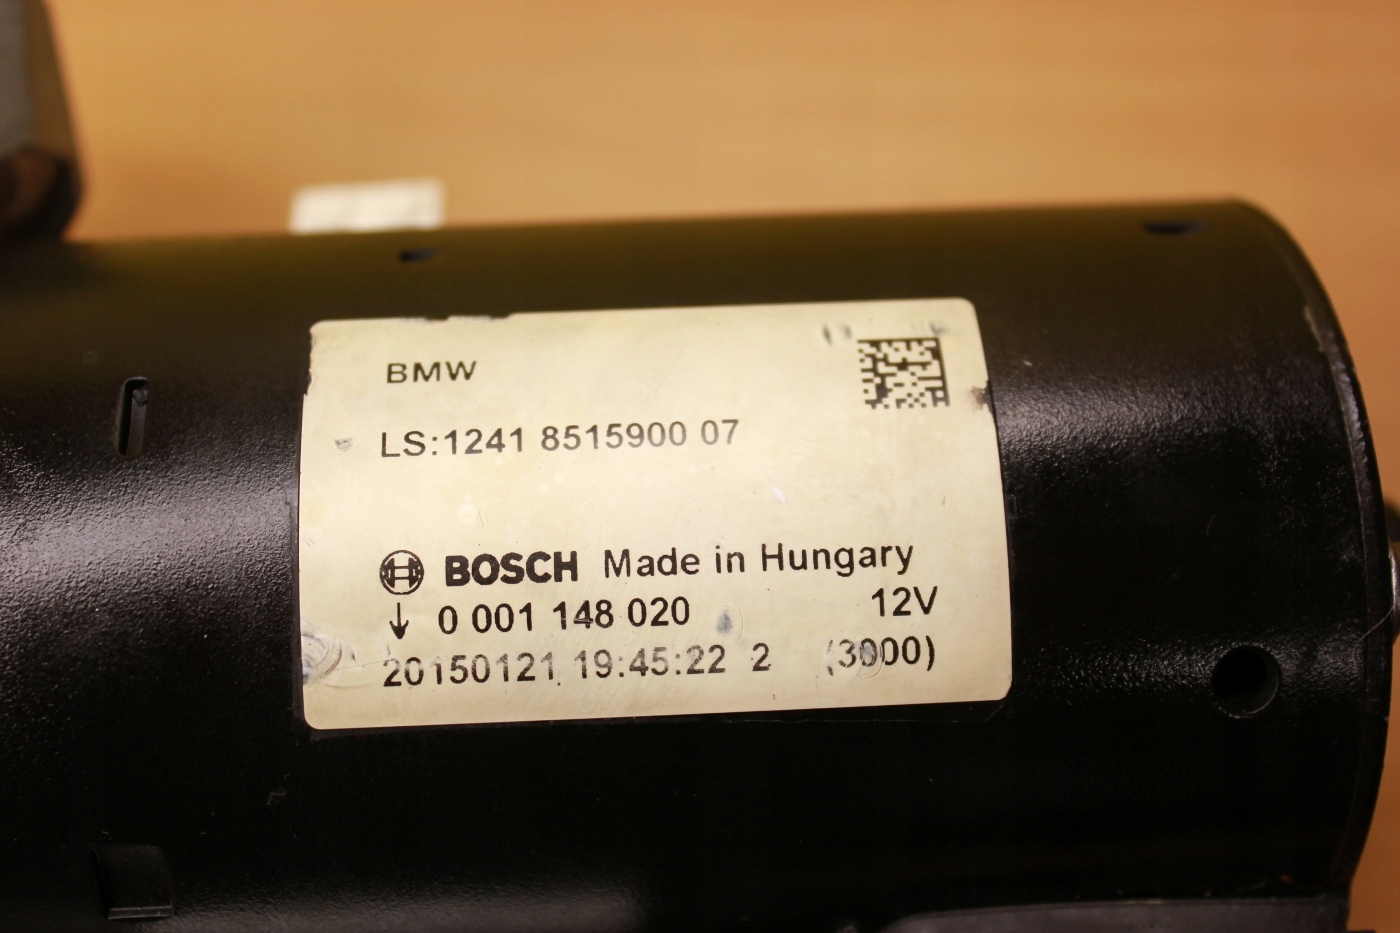 BMW
LS:1241 8515900 07
BOSCH Made in Hungary
↓ 0 001 148 020 12V
20150121 19:45:22 2 (3000)